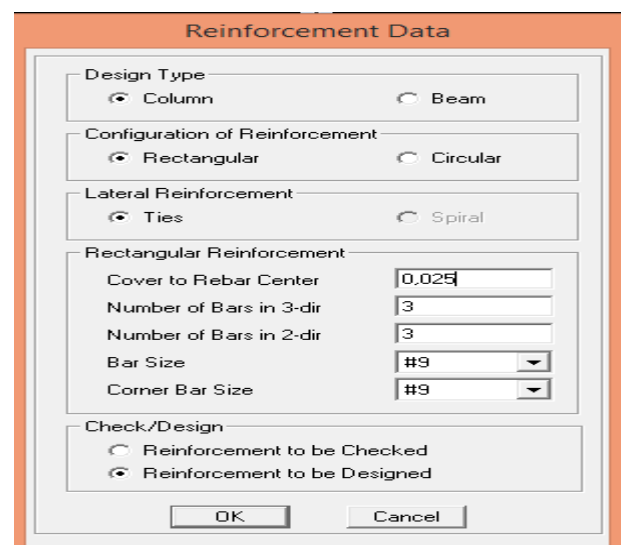 Reinforcement Data
Design Type
Column Beam
Configuration of Reinforcement
Rectangular Circular
Lateral Reinforcement
Ties Spiral
Rectangular Reinforcement
Cover to Rebar Center 0,025
Number of Bars in 3-dir 3
Number of Bars in 2-dir 3
Bar Size #9
Corner Bar Size #9
Check/Design
Reinforcement to be Checked
Reinforcement to be Designed
OK Cancel